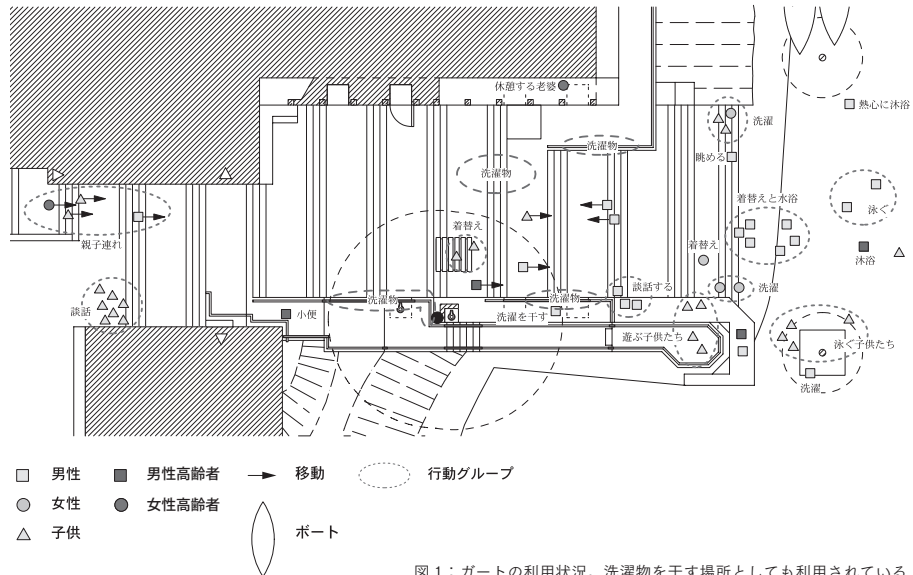 休憩する老婆
熱心に沐浴
洗濯
洗濯物
眺める
洗濯物
着替えと水浴
泳ぐ
着替え
親子連れ
着替え
沐浴
談話する
洗濯
談話
洗濯物
洗濯物
小便
洗濯を干す
遊ぶ子供たち
泳ぐ子供たち
洗濯
男性
男性高齢者
移動
行動グループ
女性
女性高齢者
子供
ボート
図1：ガートの利用状況。洗濯物を干す場所としても利用されている